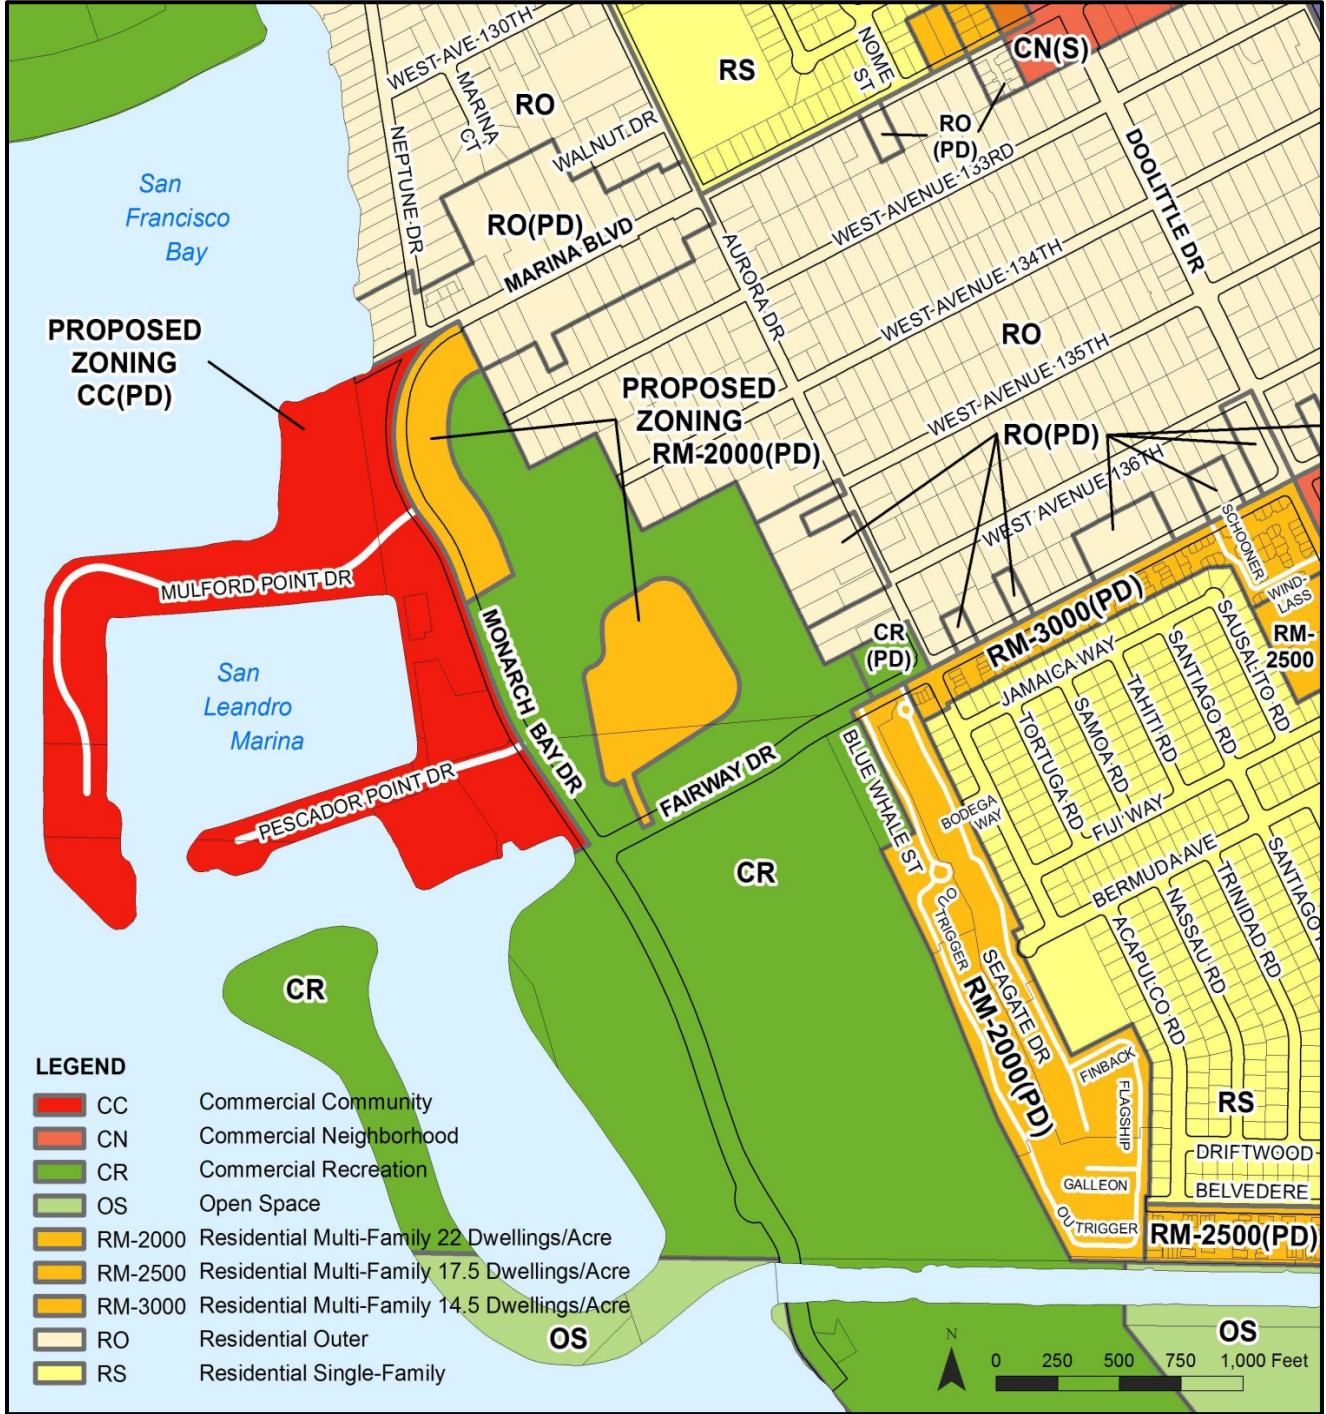 WEST AVE 130TH
MARINA
CT
NEPTUNE DR
RO
WALNUT DR
RO(PD)
MARINA BLVD
RS
NOME
ST
CN(S)
RO
(PD)
DOOLITTLE DR
WEST AVENUE 133RD
AURORA DR
WEST AVENUE 134TH
RO
WEST AVENUE 135TH
RO(PD)
WEST AVENUE 136TH
San
Francisco
Bay
PROPOSED
ZONING
CC(PD)
PROPOSED
ZONING
RM-2000(PD)
MULFORD POINT DR
San
Leandro
Marina
PESCADOR POINT DR
MONARCH BAY DR
FAIRWAY DR
CR
(PD)
RM-3000(PD)
SCHOONER
WIND-
LASS
RM-
2500
JAMAICA WAY
TORTUGA RD
SAMOA RD
TAHITI RD
SANTIAGO RD
SAUSALITO RD
FIJI WAY
BERMUDA AVE
BLUE WHALE ST
BODEGA
WAY
OUTRIGGER
SEAGATE DR
RM-2000(PD)
ACAPULCO RD
NASSAU RD
TRINIDAD RD
SANTIAGO
FINBACK
FLAGSHIP
GALLEON
OUTRIGGER
RS
DRIFTWOOD
BELVEDERE
RM-2500(PD)
CR
CR
OS
OS
LEGEND
CC Commercial Community
CN Commercial Neighborhood
CR Commercial Recreation
OS Open Space
RM-2000 Residential Multi-Family 22 Dwellings/Acre
RM-2500 Residential Multi-Family 17.5 Dwellings/Acre
RM-3000 Residential Multi-Family 14.5 Dwellings/Acre
RO Residential Outer
RS Residential Single-Family
N
0 250 500 750 1,000 Feet